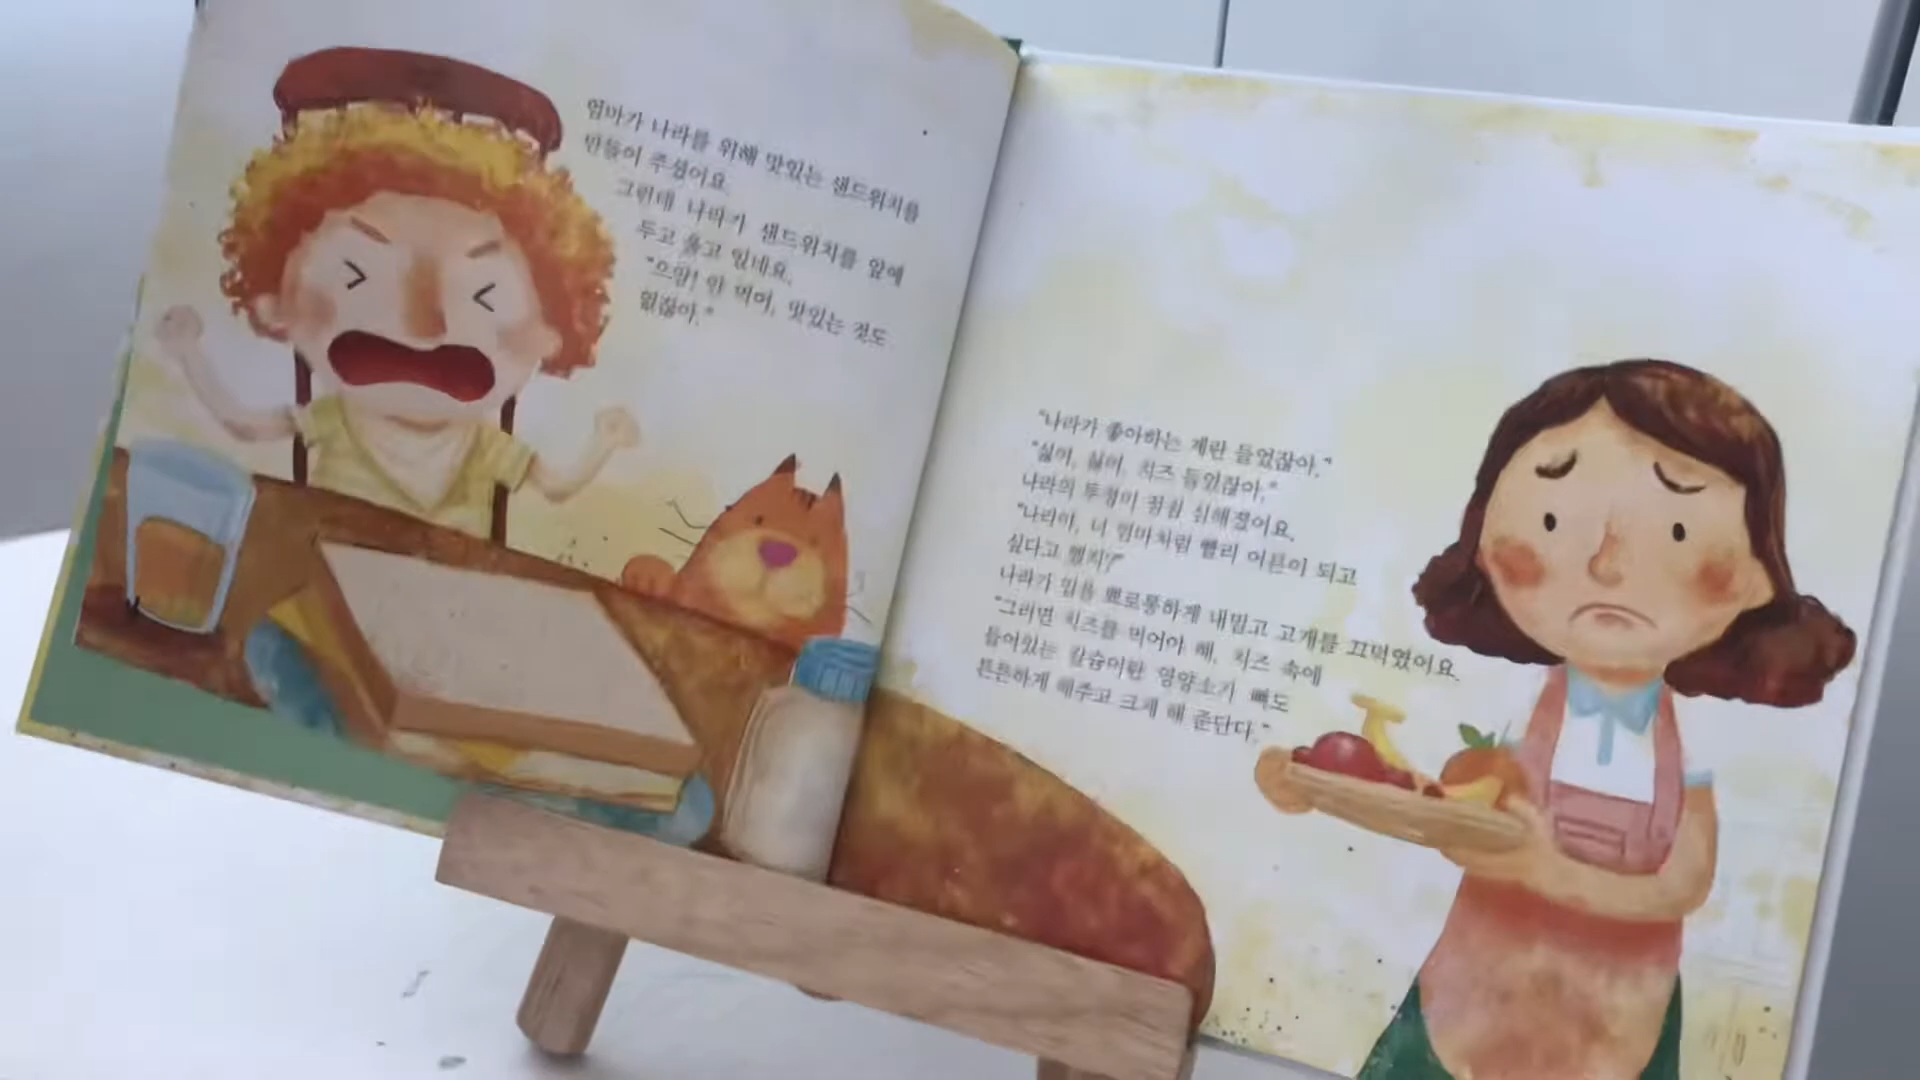 엄마가 나라를 위해 맛있는 샌드위치를
만들어 주셨어요.
그런데 나라가 샌드위치를 앞에
두고 울고 있네요.
"으앙! 안 먹어, 맛있는 것도
없잖아."
"나라가 좋아하는 계란 들었잖아."
"싫어, 싫어, 치즈 들었잖아."
나라의 투정이 점점 심해졌어요.
"나라야, 너 엄마처럼 빨리 어른이 되고
싶다고 했지?"
나라가 입을 뾰로통하게 내밀고 고개를 끄덕였어요.
"그러면 치즈를 먹어야 해. 치즈 속에
들어있는 칼슘이란 영양소가 뼈도
튼튼하게 해주고 크게 해 준단다."